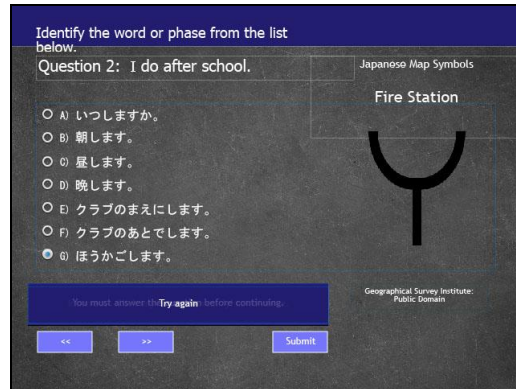 Identify the word or phase from the list
below.
Question 2: I do after school.
A) いつしますか。
B) 朝します。
C) 昼します。
D) 晩します。
E) クラブのまえにします。
F) クラブのあとでします。
G) ほうかごします。
You must answer the before continuing.
Try again
<<
>>
Submit
Japanese Map Symbols
Fire Station
Geographical Survey Institute:
Public Domain